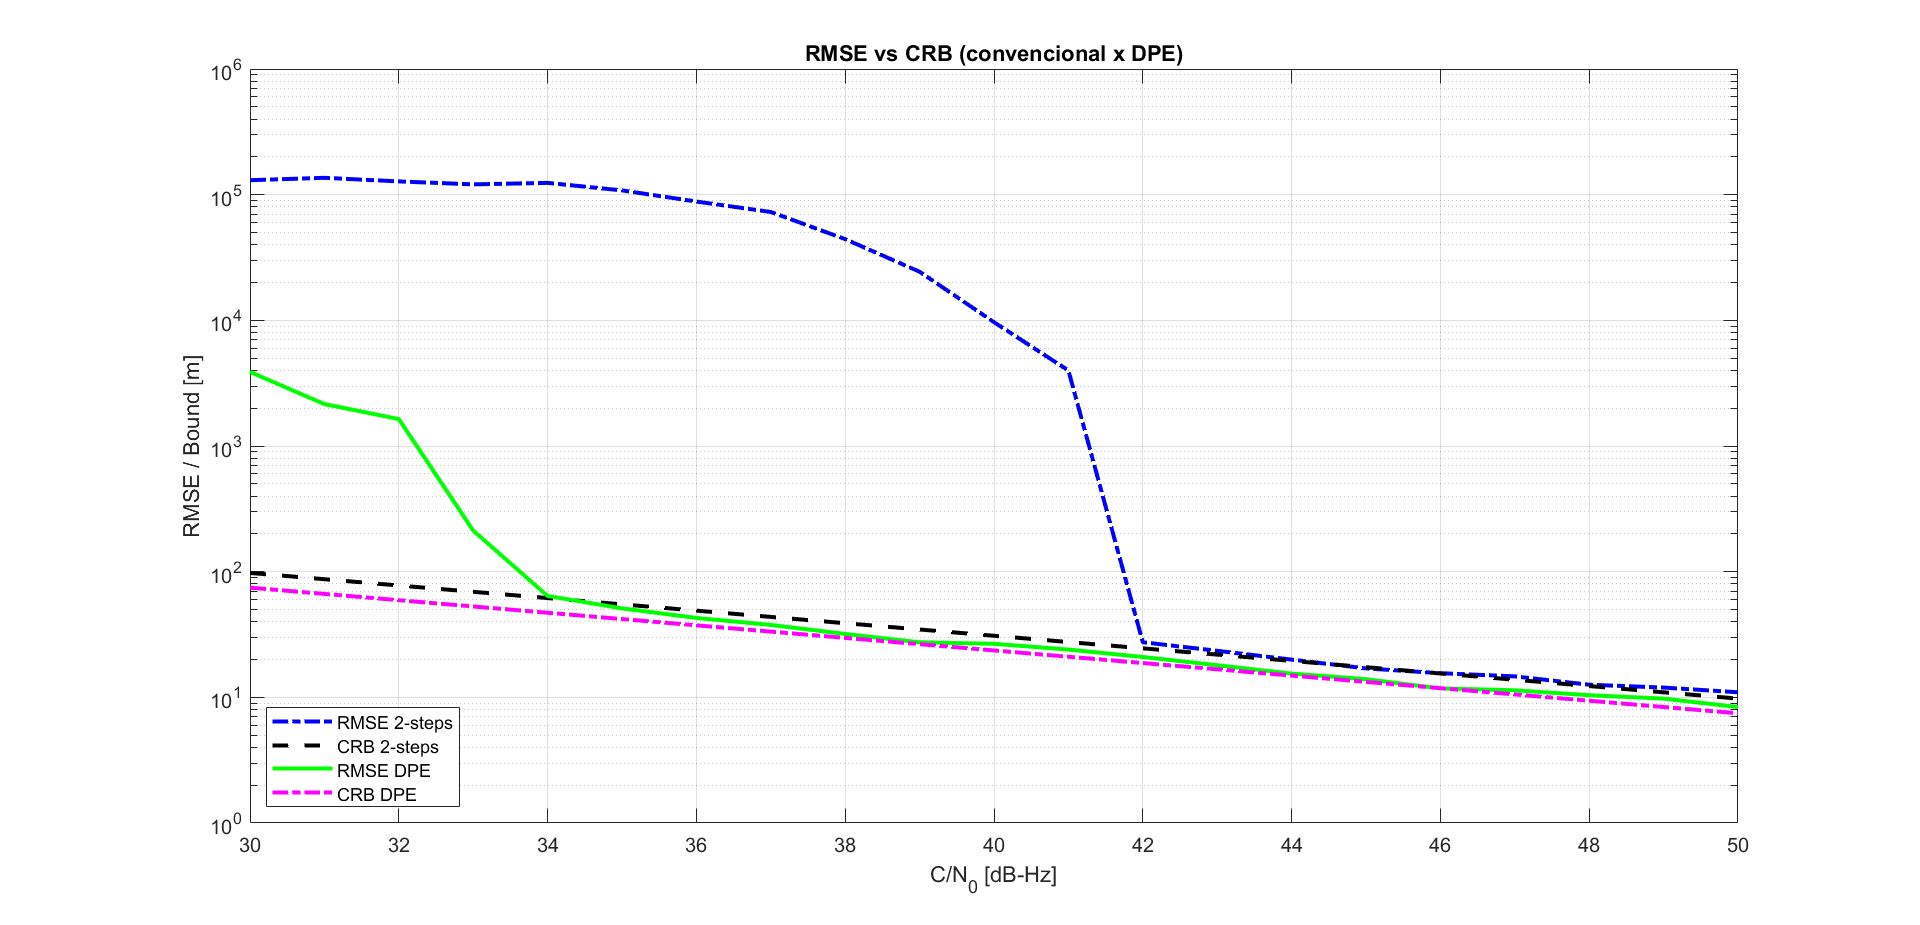 RMSE vs CRB (convencional x DPE)
10^6
10^5
10^4
10^3
10^2
10^1
10^0
RMSE / Bound [m]
RMSE 2-steps
CRB 2-steps
RMSE DPE
CRB DPE
30 32 34 36 38 40 42 44 46 48 50
C/N_0 [dB-Hz]